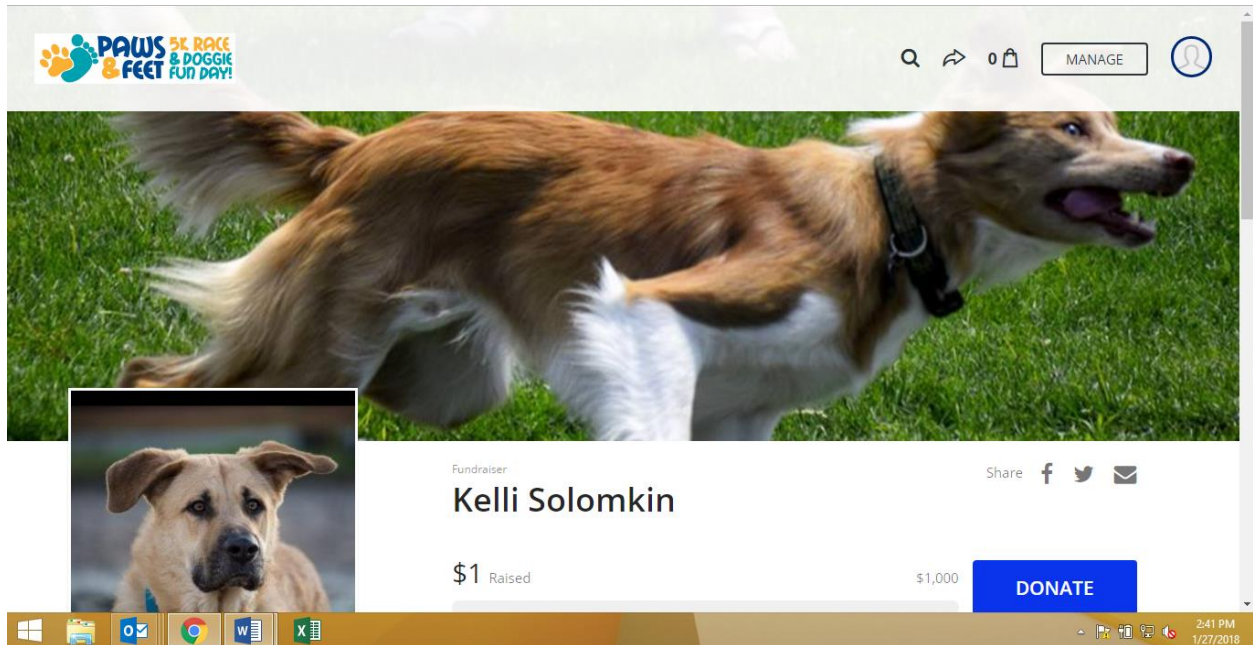 PAWS 5K RACE
& FEET & DOGGIE
FUN DAY!
0
MANAGE
Fundraiser
Kelli Solomkin
Share
$1 Raised
$1,000
DONATE
2:41 PM
1/27/2018